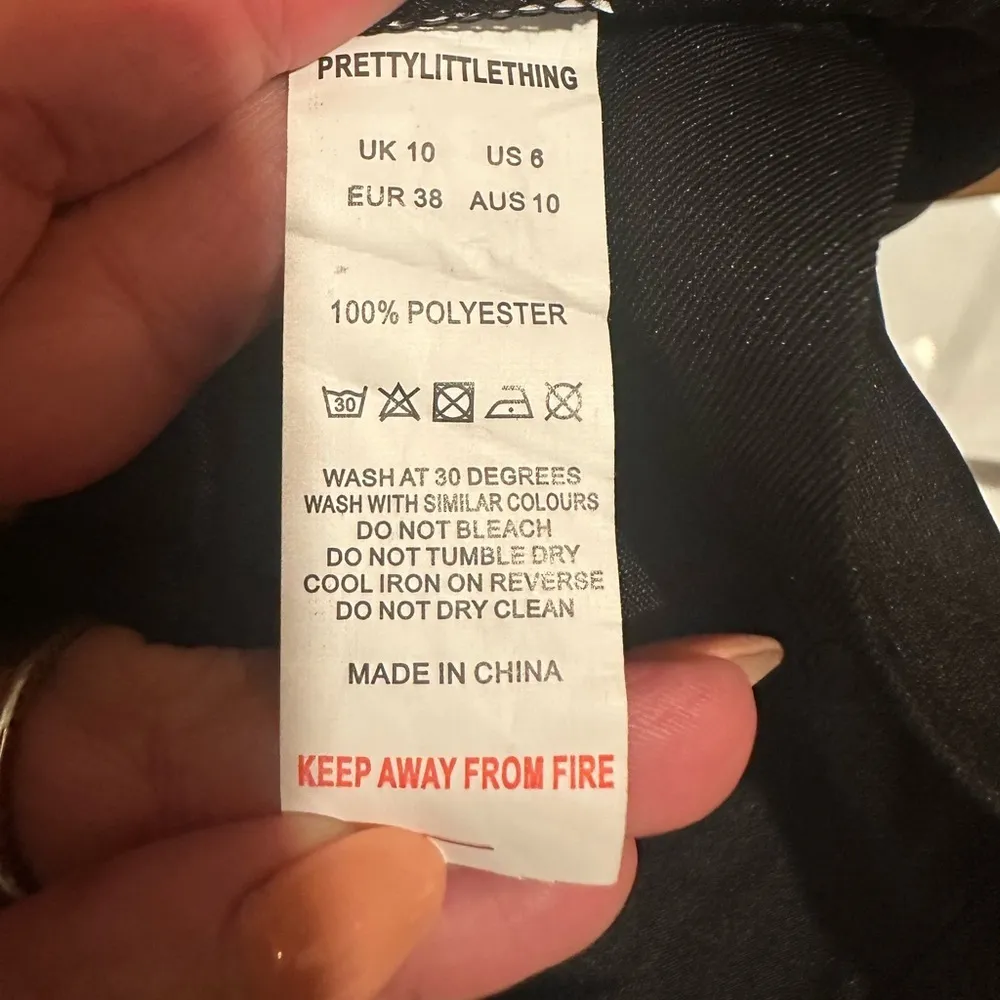 PRETTYLITTLETHING
UK 10 US 6
EUR 38 AUS 10
100% POLYESTER
30
WASH AT 30 DEGREES
WASH WITH SIMILAR COLOURS
DO NOT BLEACH
DO NOT TUMBLE DRY
COOL IRON ON REVERSE
DO NOT DRY CLEAN
MADE IN CHINA
KEEP AWAY FROM FIRE